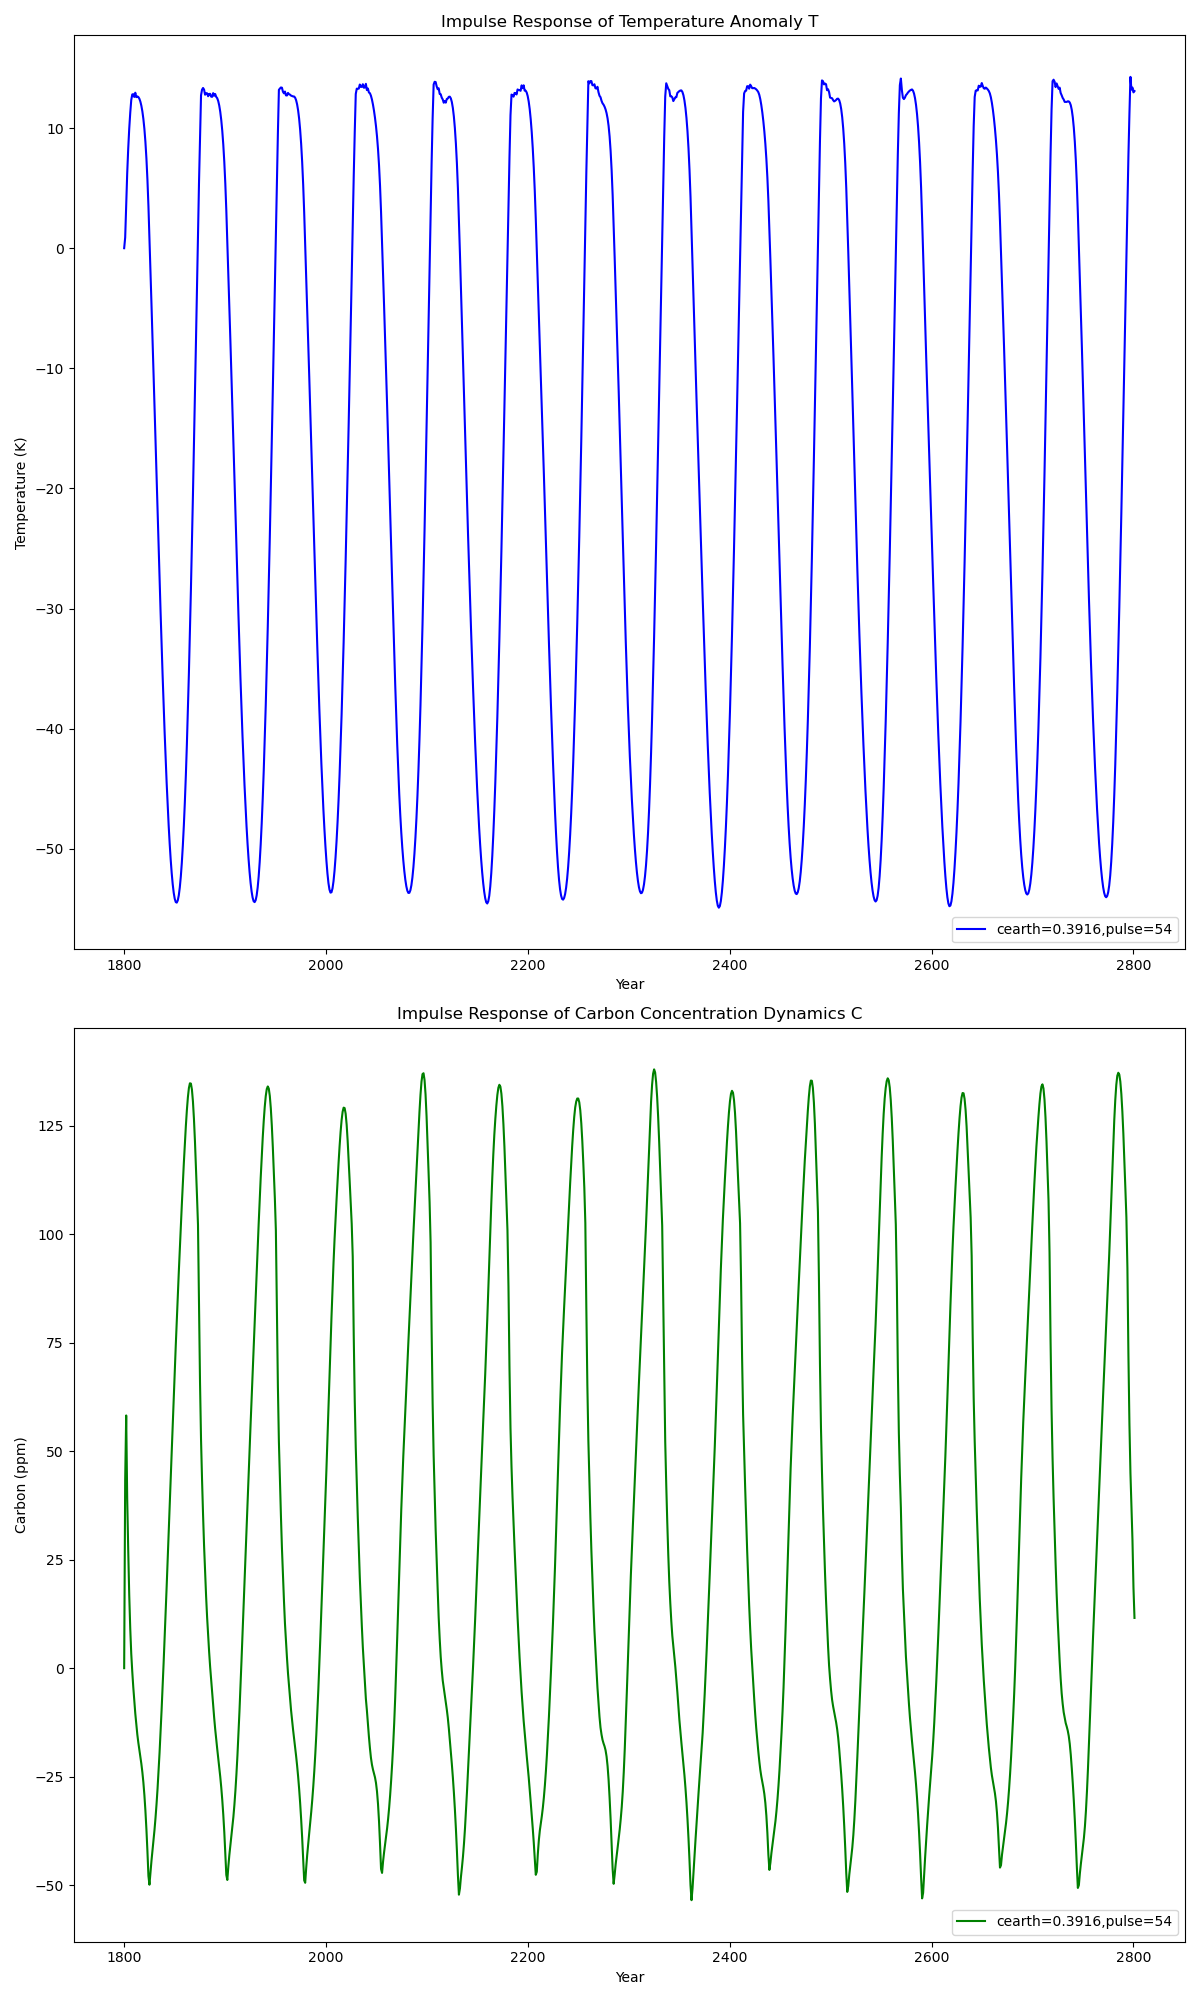 Impulse Response of Temperature Anomaly T
10
0
−10
−20
−30
−40
−50
Temperature (K)
cearth=0.3916,pulse=54
1800 2000 2200 2400 2600 2800
Year
Impulse Response of Carbon Concentration Dynamics C
125
100
75
50
25
0
−25
−50
Carbon (ppm)
cearth=0.3916,pulse=54
1800 2000 2200 2400 2600 2800
Year